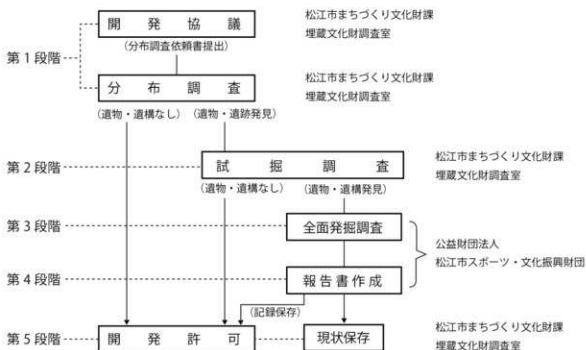 開発協議
松江市まちづくり文化財課
埋蔵文化財調査室
(分布調査依頼書提出)
第1段階
分布調査
松江市まちづくり文化財課
埋蔵文化財調査室
(遺物・遺構なし) (遺物・遺跡発見)
第2段階
試掘調査
松江市まちづくり文化財課
埋蔵文化財調査室
(遺物・遺構なし) (遺物・遺構発見)
第3段階
全面発掘調査
公益財団法人
松江市スポーツ・文化振興財団
第4段階
報告書作成
(記録保存)
第5段階
開発許可
現状保存
松江市まちづくり文化財課
埋蔵文化財調査室